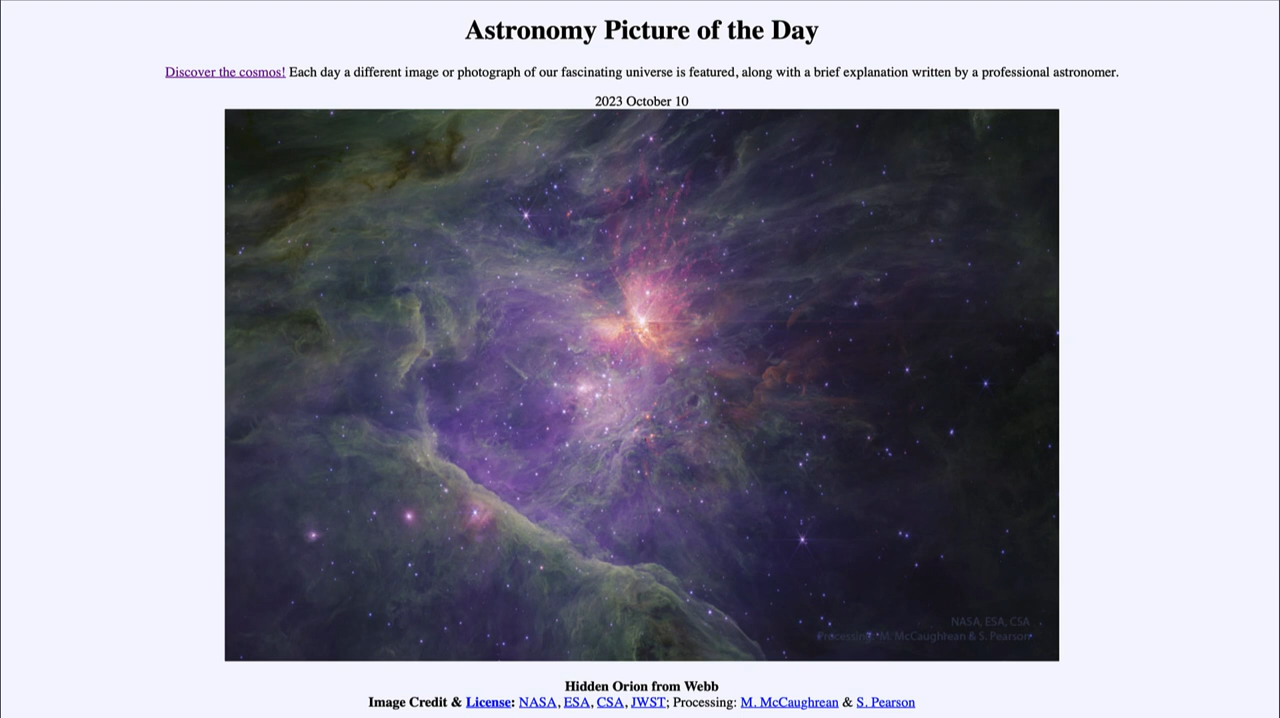 Astronomy Picture of the Day
Discover the cosmos! Each day a different image or photograph of our fascinating universe is featured, along with a brief explanation written by a professional astronomer.
2023 October 10
NASA, ESA, CSA
Processing: M. McCaughrean & S. Pearson
Hidden Orion from Webb
Image Credit & License: NASA, ESA, CSA, JWST; Processing: M. McCaughrean & S. Pearson